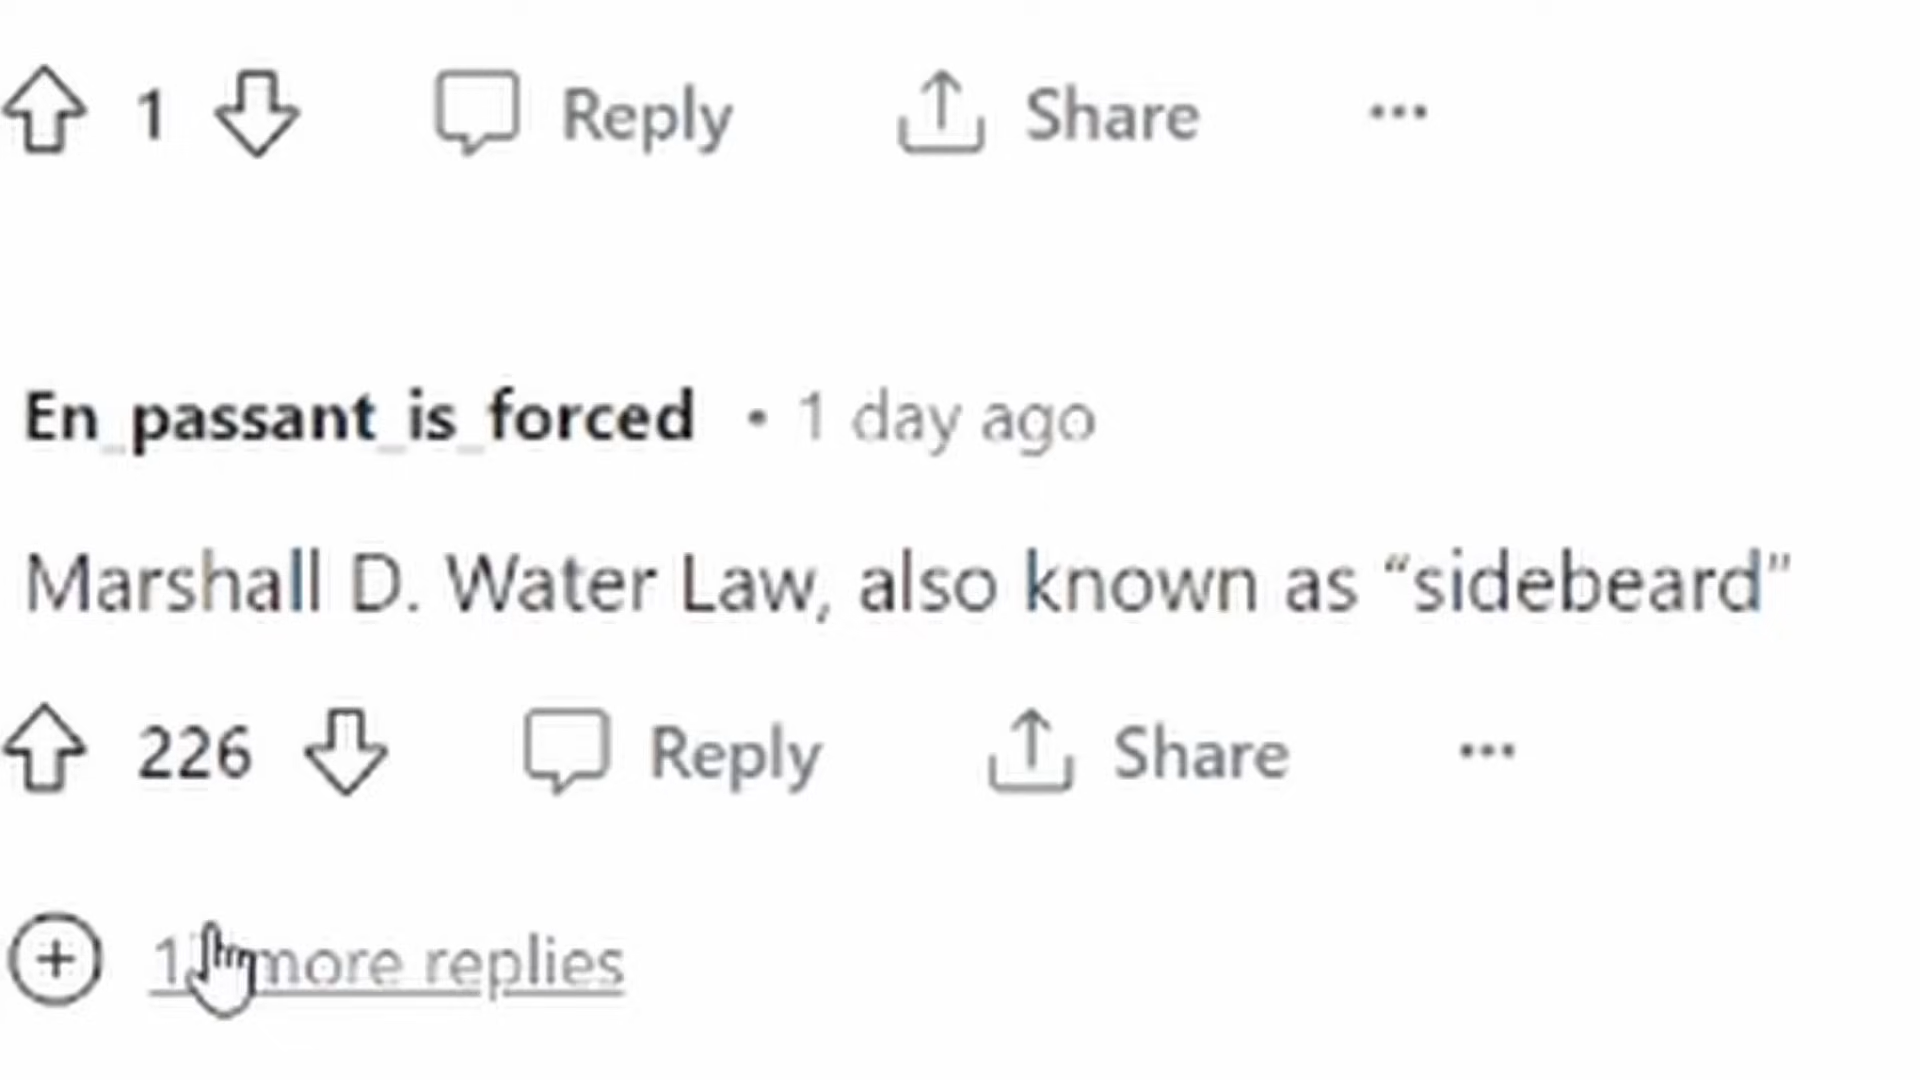 1 Reply Share ...
En_passant_is_forced • 1 day ago
Marshall D. Water Law, also known as “sidebeard”
226 Reply Share ...
more replies